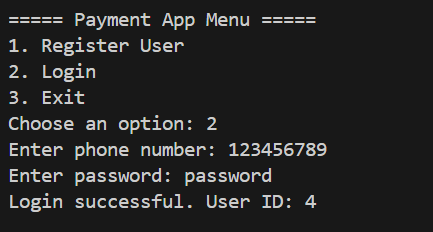 ===== Payment App Menu =====
1. Register User
2. Login
3. Exit
Choose an option: 2
Enter phone number: 123456789
Enter password: password
Login successful. User ID: 4